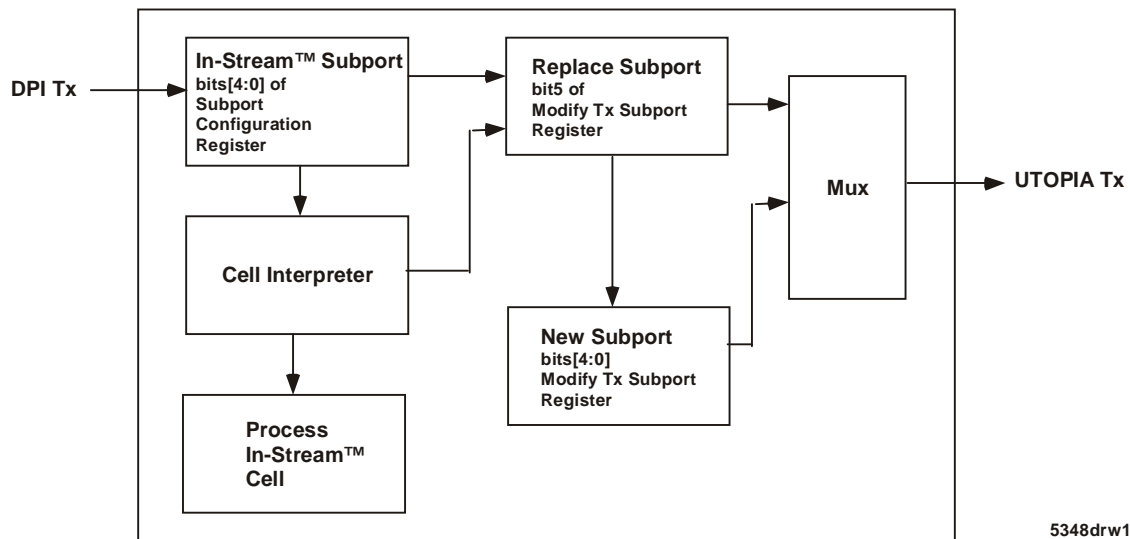 DPI Tx
In-Stream™ Subport
bits[4:0] of
Subport
Configuration
Register
Replace Subport
bit5 of
Modify Tx Subport
Register
Mux
UTOPIA Tx
Cell Interpreter
New Subport
bits[4:0]
Modify Tx Subport
Register
Process
In-Stream™
Cell
5348drw1